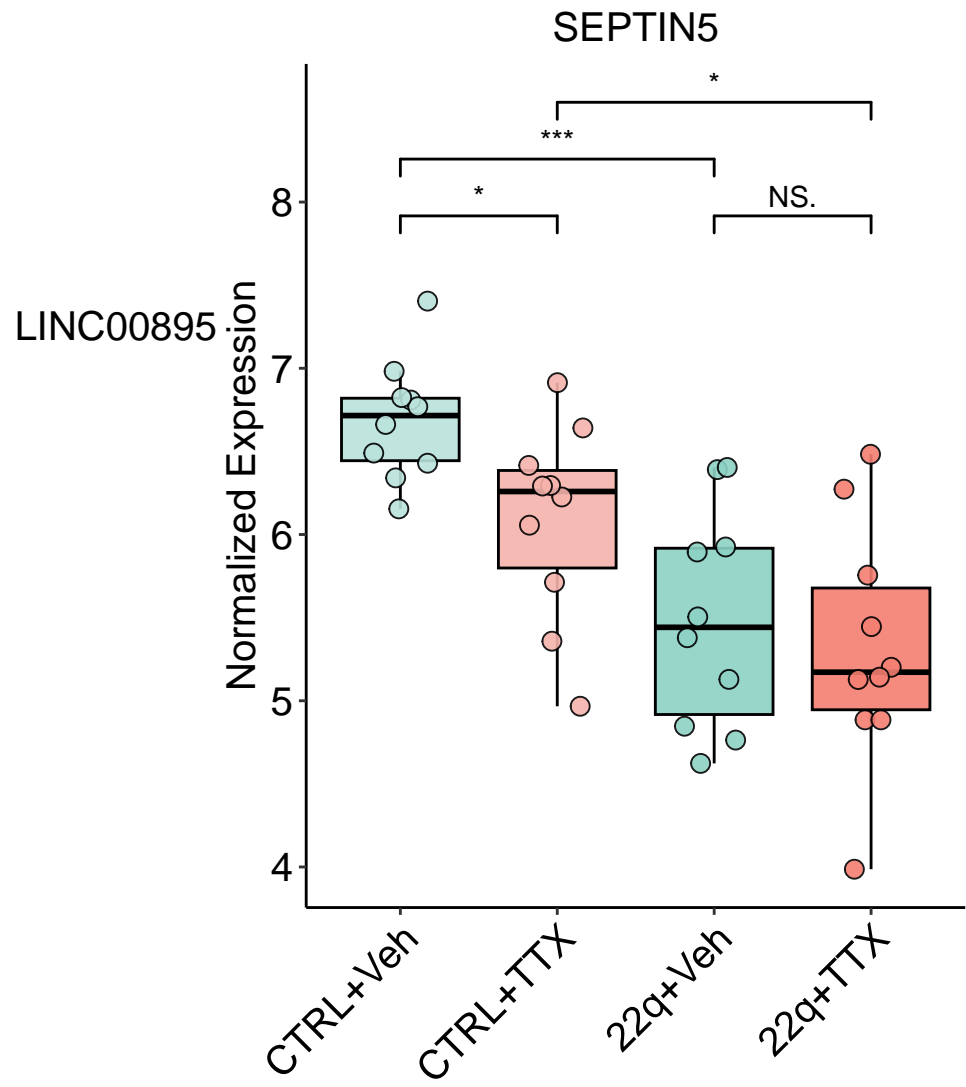 SEPTIN5
*
***
*
NS.
8
7
6
5
4
LINC00895
Normalized Expression
CTRL+Veh
CTRL+TTX
22q+Veh
22q+TTX